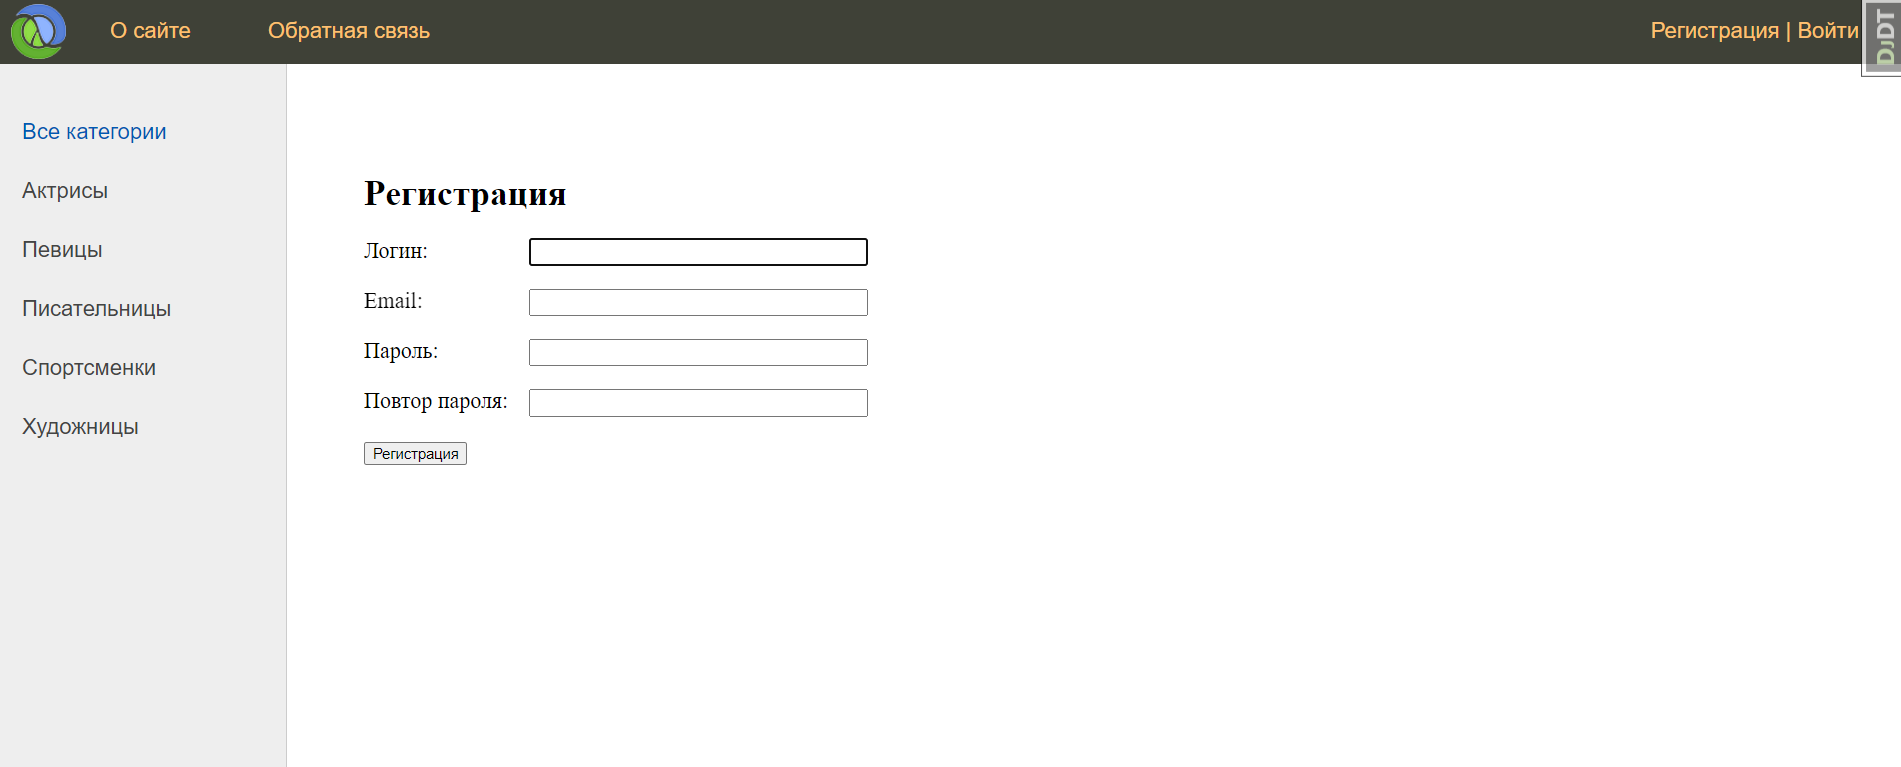 О сайте
Обратная связь
Регистрация | Войти
DjDT
Все категории
Актрисы
Певицы
Писательницы
Спортсменки
Художницы
Регистрация
Логин:
Email:
Пароль:
Повтор пароля:
Регистрация